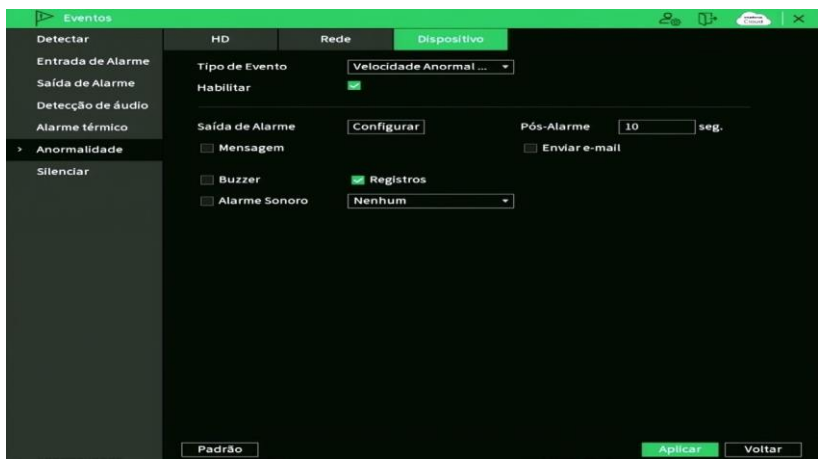 Eventos
Cloud
Detectar
HD Rede Dispositivo
Entrada de Alarme
Tipo de Evento Velocidade Anormal ...
Saída de Alarme
Habilitar
Detecção de áudio
Alarme térmico
Saída de Alarme Configurar Pós-Alarme 10 seg.
> Anormalidade
Mensagem Enviar e-mail
Silenciar
Buzzer Registros
Alarme Sonoro Nenhum
Padrão Aplicar Voltar